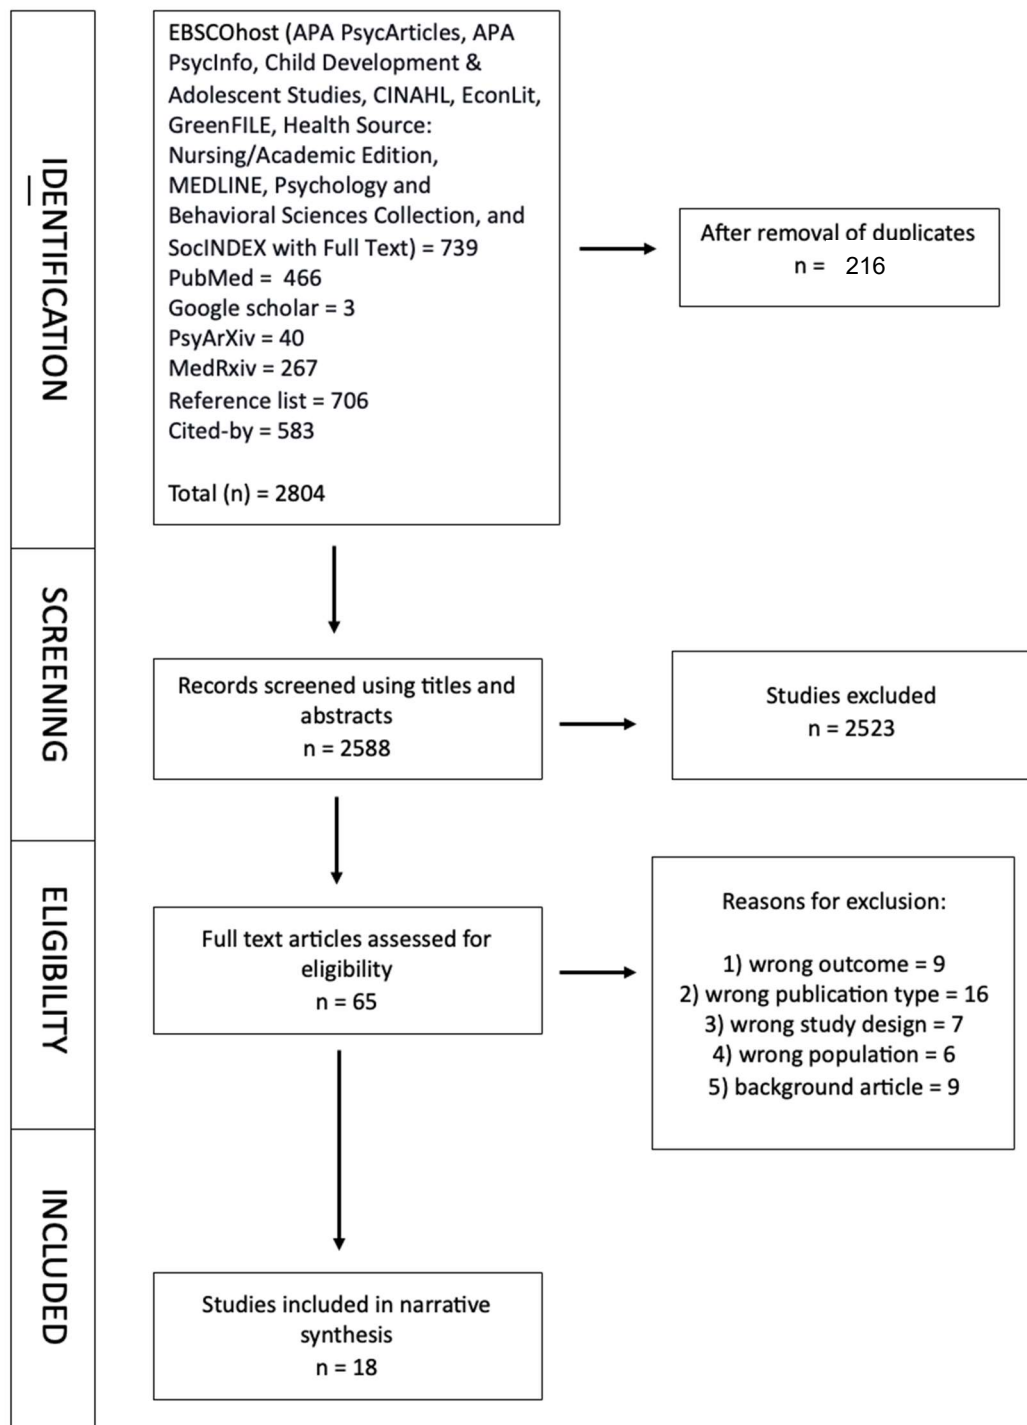 IDENTIFICATION
EBSCOhost (APA PsycArticles, APA
PsycInfo, Child Development &
Adolescent Studies, CINAHL, EconLit,
GreenFILE, Health Source:
Nursing/Academic Edition,
MEDLINE, Psychology and
Behavioral Sciences Collection, and
SocINDEX with Full Text) = 739
PubMed = 466
Google scholar = 3
PsyArXiv = 40
MedRxiv = 267
Reference list = 706
Cited-by = 583
Total (n) = 2804
After removal of duplicates
n = 216
SCREENING
Records screened using titles and
abstracts
n = 2588
Studies excluded
n = 2523
ELIGIBILITY
Full text articles assessed for
eligibility
n = 65
Reasons for exclusion:
1) wrong outcome = 9
2) wrong publication type = 16
3) wrong study design = 7
4) wrong population = 6
5) background article = 9
INCLUDED
Studies included in narrative
synthesis
n = 18